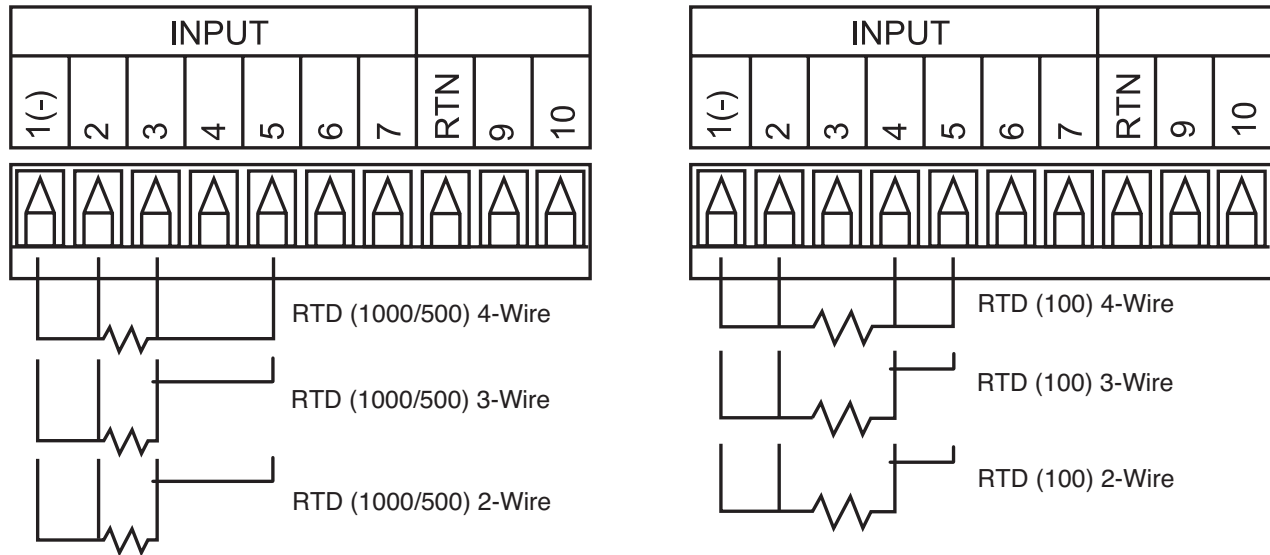 INPUT
1(-) 2 3 4 5 6 7 RTN 9 10
RTD (1000/500) 4-Wire
RTD (1000/500) 3-Wire
RTD (1000/500) 2-Wire
INPUT
1(-) 2 3 4 5 6 7 RTN 9 10
RTD (100) 4-Wire
RTD (100) 3-Wire
RTD (100) 2-Wire